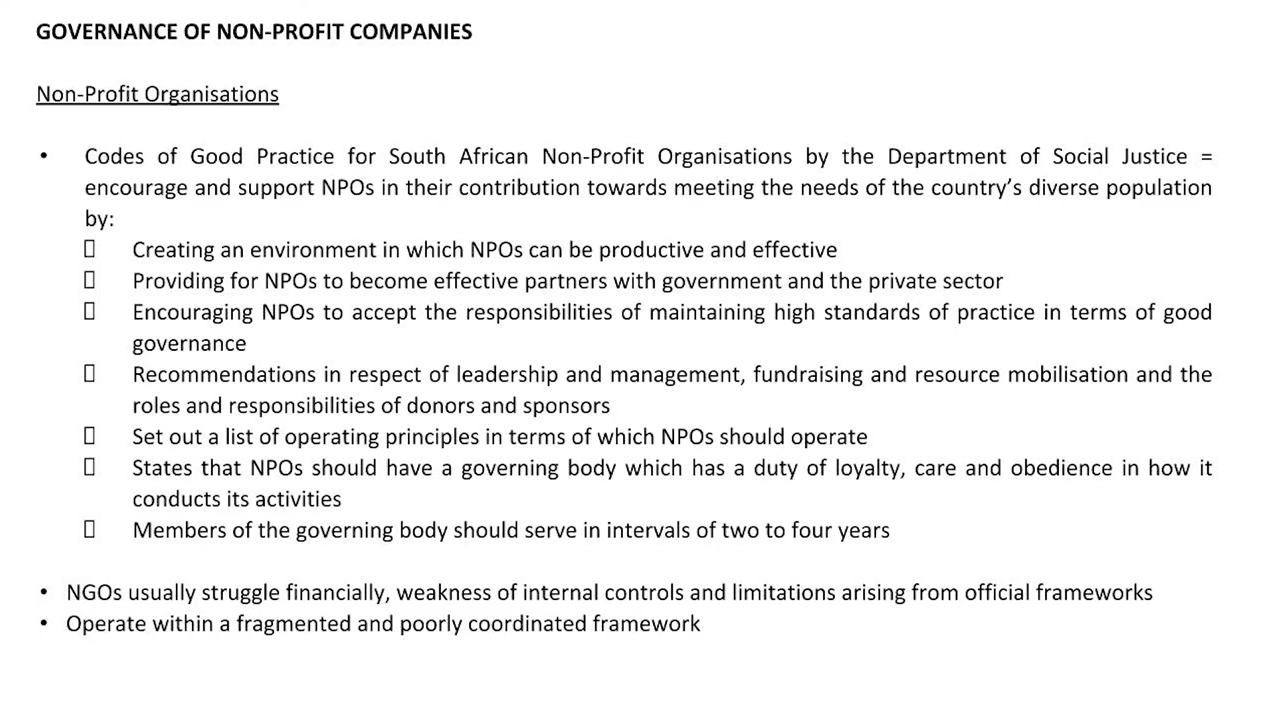 GOVERNANCE OF NON-PROFIT COMPANIES
Non-Profit Organisations
• Codes of Good Practice for South African Non-Profit Organisations by the Department of Social Justice =
encourage and support NPOs in their contribution towards meeting the needs of the country's diverse population
by:
▯ Creating an environment in which NPOs can be productive and effective
▯ Providing for NPOs to become effective partners with government and the private sector
▯ Encouraging NPOs to accept the responsibilities of maintaining high standards of practice in terms of good
governance
▯ Recommendations in respect of leadership and management, fundraising and resource mobilisation and the
roles and responsibilities of donors and sponsors
▯ Set out a list of operating principles in terms of which NPOs should operate
▯ States that NPOs should have a governing body which has a duty of loyalty, care and obedience in how it
conducts its activities
▯ Members of the governing body should serve in intervals of two to four years
• NGOs usually struggle financially, weakness of internal controls and limitations arising from official frameworks
• Operate within a fragmented and poorly coordinated framework